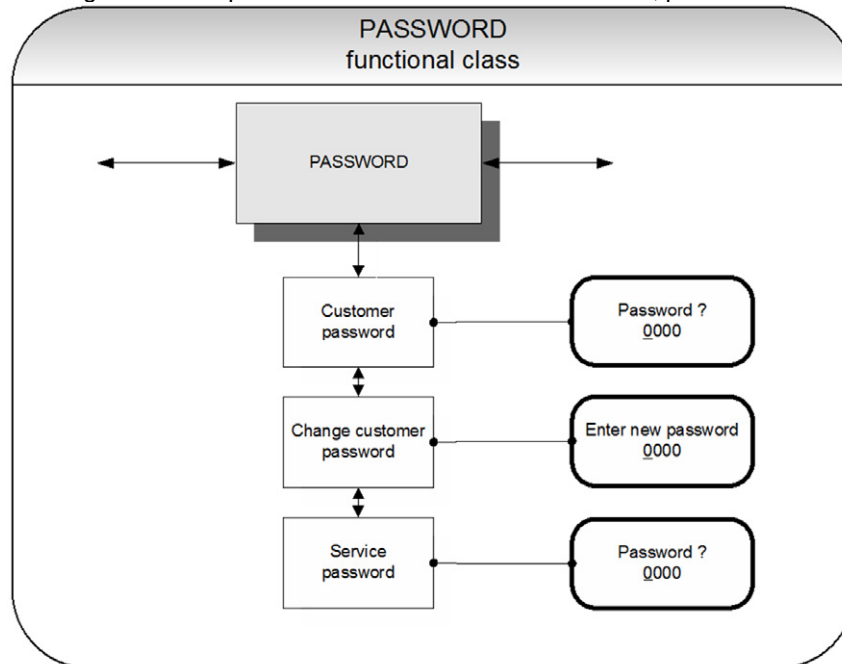 PASSWORD
functional class
PASSWORD
Customer
password
Password ?
0000
Change customer
password
Enter new password
0000
Service
password
Password ?
0000